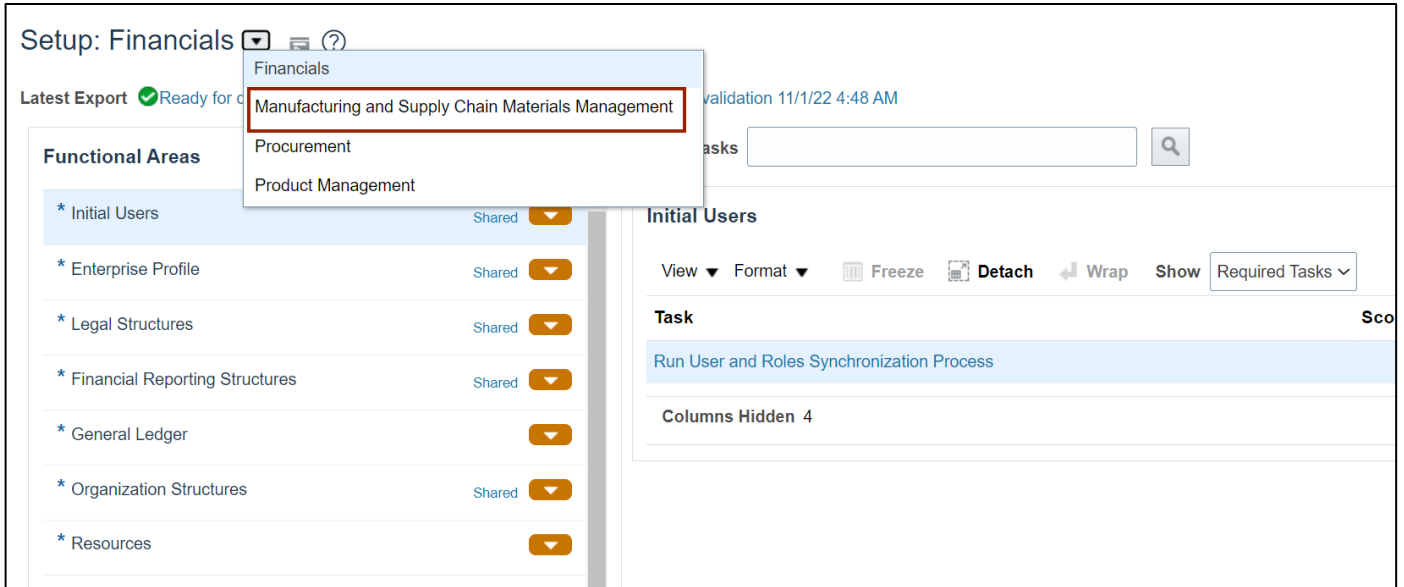 Setup: Financials
Financials
Latest Export Ready for
Manufacturing and Supply Chain Materials Management
validation 11/1/22 4:48 AM
Procurement
Product Management
Functional Areas
asks
* Initial Users Shared
* Enterprise Profile Shared
* Legal Structures Shared
* Financial Reporting Structures Shared
* General Ledger
* Organization Structures Shared
* Resources
Initial Users
View Format Freeze Detach Wrap Show Required Tasks
Task Sco
Run User and Roles Synchronization Process
Columns Hidden 4